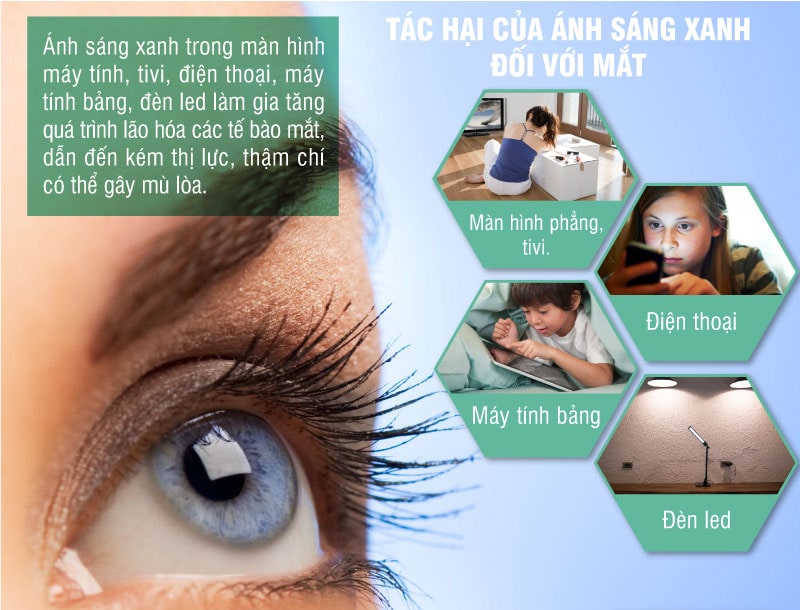 TÁC HẠI CỦA ÁNH SÁNG XANH
ĐỐI VỚI MẮT
Ánh sáng xanh trong màn hình
máy tính, tivi, điện thoại, máy
tính bảng, đèn led làm gia tăng
quá trình lão hóa các tế bào mắt,
dẫn đến kém thị lực, thậm chí
có thể gây mù lòa.
Màn hình phẳng,
tivi.
Điện thoại
Máy tính bảng
Đèn led